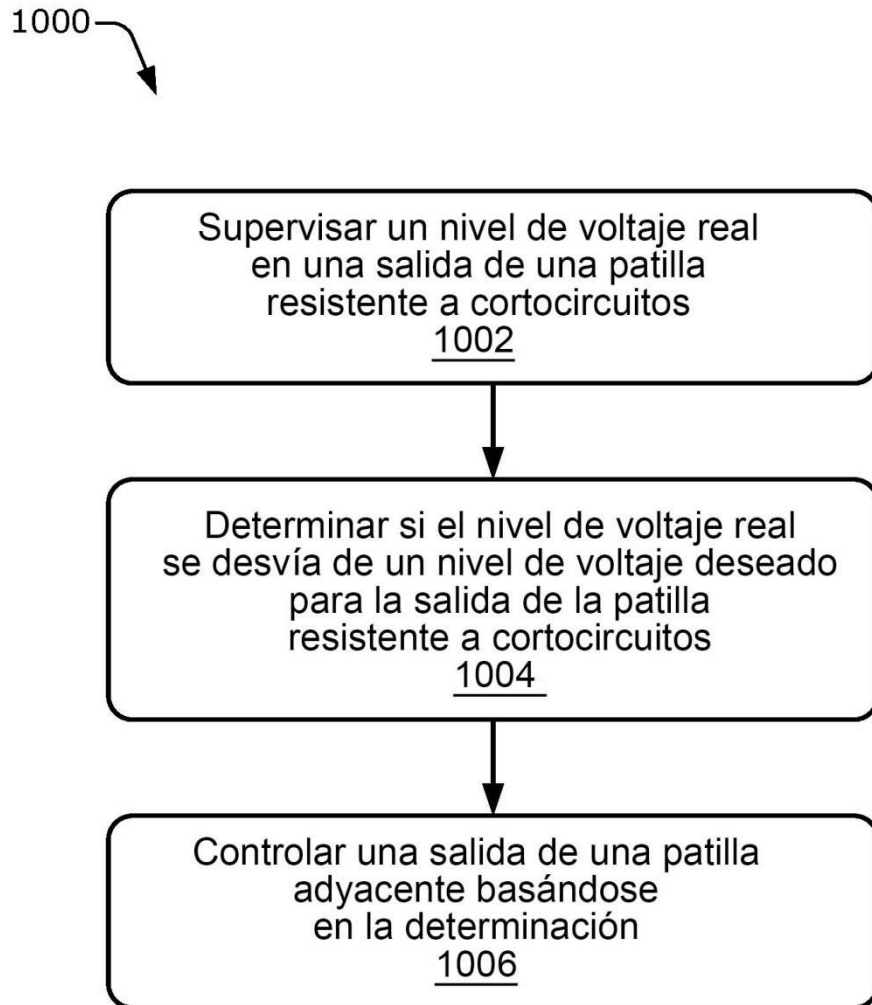 1000
Supervisar un nivel de voltaje real
en una salida de una patilla
resistente a cortocircuitos
1002
Determinar si el nivel de voltaje real
se desvía de un nivel de voltaje deseado
para la salida de la patilla
resistente a cortocircuitos
1004
Controlar una salida de una patilla
adyacente basándose
en la determinación
1006